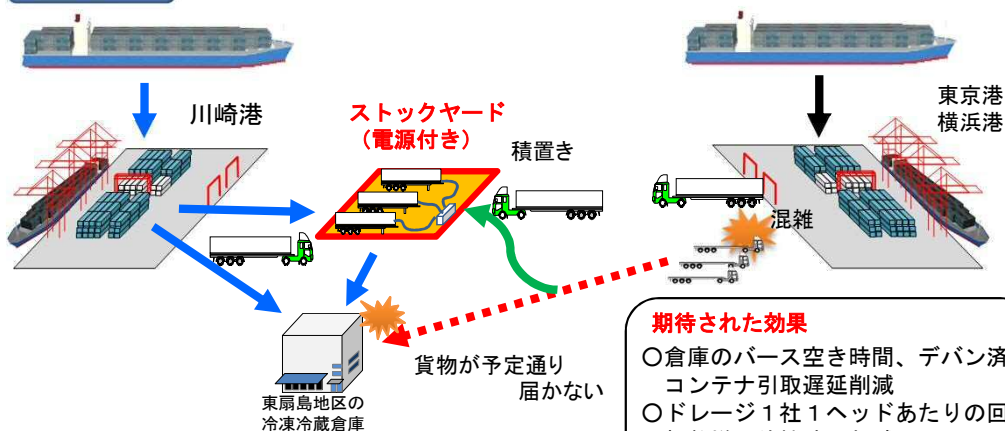 川崎港
ストックヤード
（電源付き）
積置き
東京港
横浜港
混雑
貨物が予定通り
届かない
東扇島地区の
冷凍冷蔵倉庫
期待された効果
〇倉庫のバース空き時間、デバン済
コンテナ引取遅延削減
〇ドレージ１社１ヘッドあたりの回